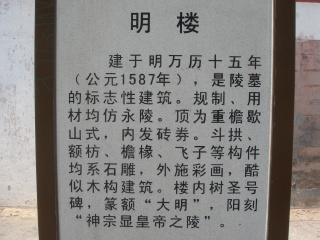 明 楼
建于明万历十五年
（公元1587年），是陵墓
的标志性建筑。规制、用
材均仿永陵。顶为重檐歇
山式，内发砖券。斗拱、
额枋、檐椽、飞子等构件
均系石雕，外施彩画，酷
似木构建筑。楼内树圣号
碑，篆额“大明”，阳刻
“神宗显皇帝之陵”。